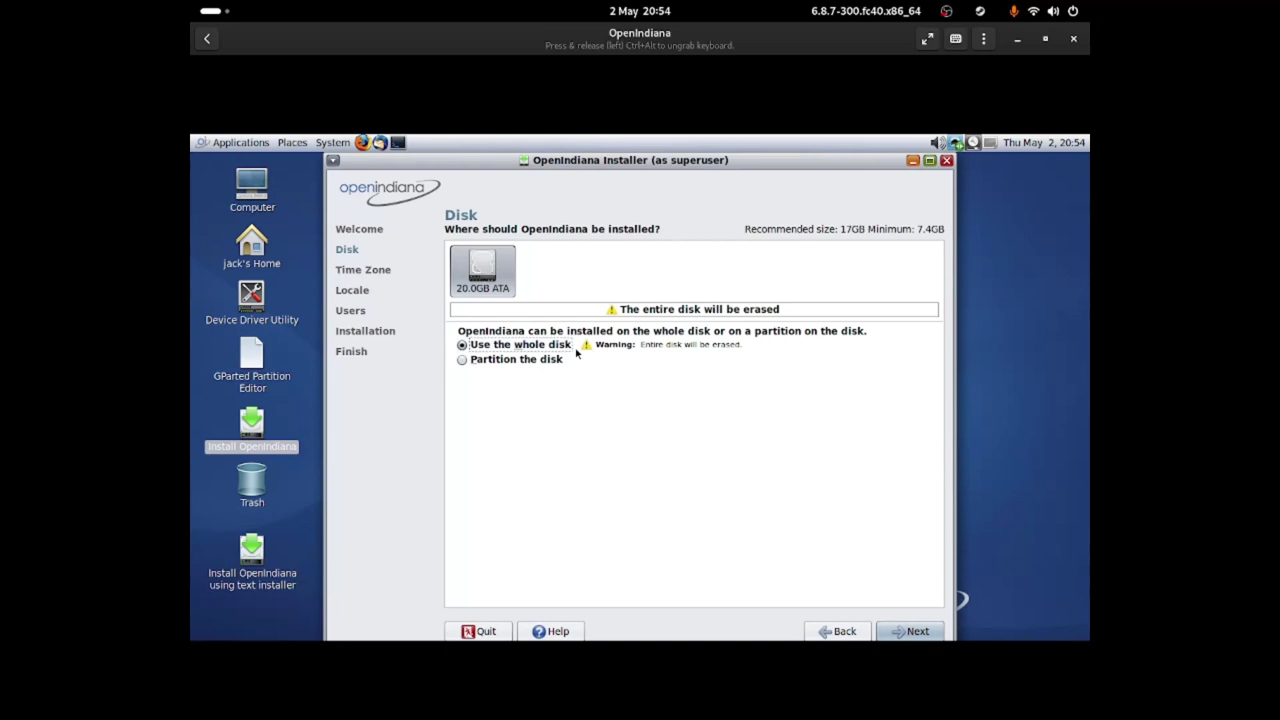 2 May 20:54
6.8.7-300.fc40.x86_64
OpenIndiana
Press & release (left) Ctrl+Alt to ungrab keyboard.
Applications Places System
Thu May 2, 20:54
OpenIndiana Installer (as superuser)
openindiana
Computer
jack's Home
Device Driver Utility
GParted Partition
Editor
Install OpenIndiana
Trash
Install OpenIndiana
using text installer
Welcome
Disk
Time Zone
Locale
Users
Installation
Finish
Disk
Where should OpenIndiana be installed?
Recommended size: 17GB Minimum: 7.4GB
20.0GB ATA
The entire disk will be erased
OpenIndiana can be installed on the whole disk or on a partition on the disk.
Use the whole disk
Warning: Entire disk will be erased.
Partition the disk
Quit
Help
Back
Next